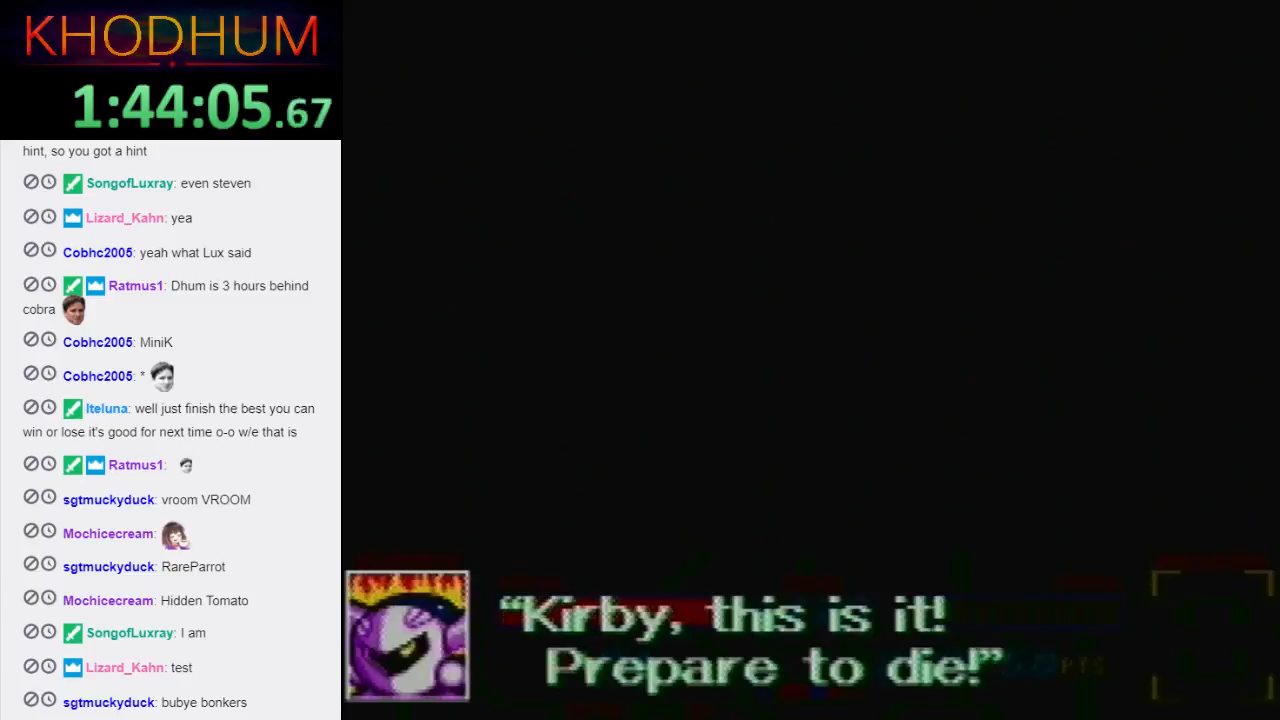 KHODHUM
1:44:05.67
hint, so you got a hint
SongofLuxray: even steven
Lizard_Kahn: yea
Cobhc2005: yeah what Lux said
Ratmus1: Dhum is 3 hours behind
cobra
Cobhc2005: MiniK
Cobhc2005: *
Iteluna: well just finish the best you can
win or lose it's good for next time o-o w/e that is
Ratmus1:
sgtmuckyduck: vroom VROOM
Mochicecream:
sgtmuckyduck: RareParrot
Mochicecream: Hidden Tomato
SongofLuxray: I am
Lizard_Kahn: test
sgtmuckyduck: bubye bonkers
“Kirby, this is it!
Prepare to die!”
PTS